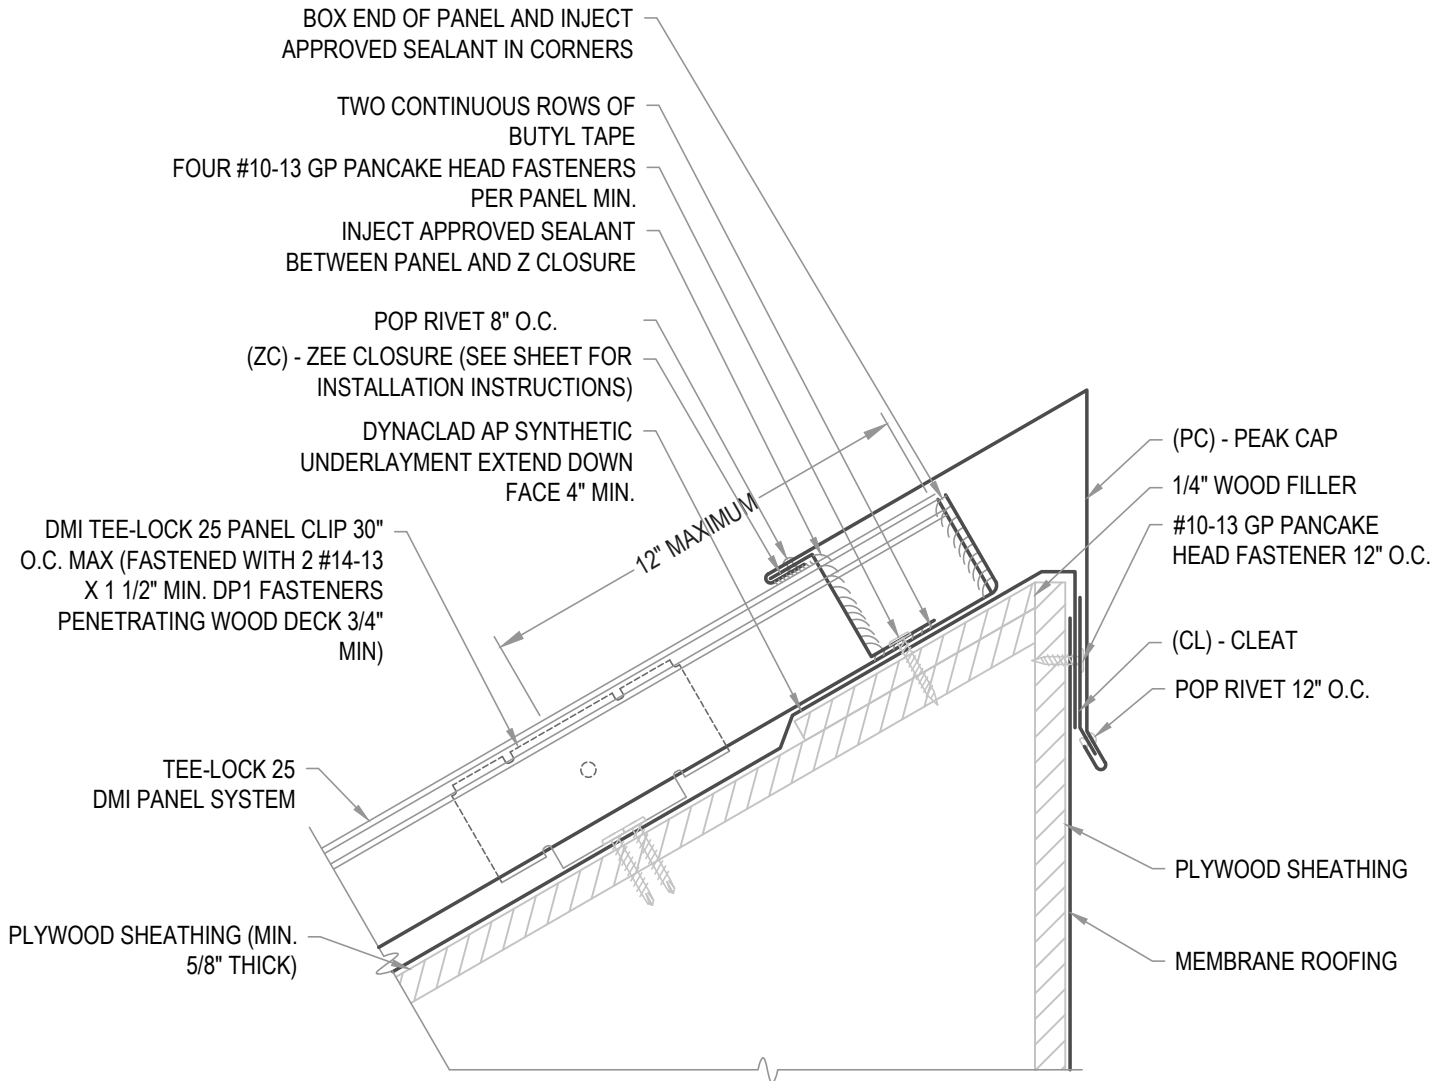 BOX END OF PANEL AND INJECT
APPROVED SEALANT IN CORNERS
TWO CONTINUOUS ROWS OF
BUTYL TAPE
FOUR #10-13 GP PANCAKE HEAD FASTENERS
PER PANEL MIN.
INJECT APPROVED SEALANT
BETWEEN PANEL AND Z CLOSURE
POP RIVET 8" O.C.
(ZC) - ZEE CLOSURE (SEE SHEET FOR
INSTALLATION INSTRUCTIONS)
DYNACLAD AP SYNTHETIC
UNDERLAYMENT EXTEND DOWN
FACE 4" MIN.
DMI TEE-LOCK 25 PANEL CLIP 30"
O.C. MAX (FASTENED WITH 2 #14-13
X 1 1/2" MIN. DP1 FASTENERS
PENETRATING WOOD DECK 3/4"
MIN)
TEE-LOCK 25
DMI PANEL SYSTEM
PLYWOOD SHEATHING (MIN.
5/8" THICK)
12" MAXIMUM
(PC) - PEAK CAP
1/4" WOOD FILLER
#10-13 GP PANCAKE
HEAD FASTENER 12" O.C.
(CL) - CLEAT
POP RIVET 12" O.C.
PLYWOOD SHEATHING
MEMBRANE ROOFING